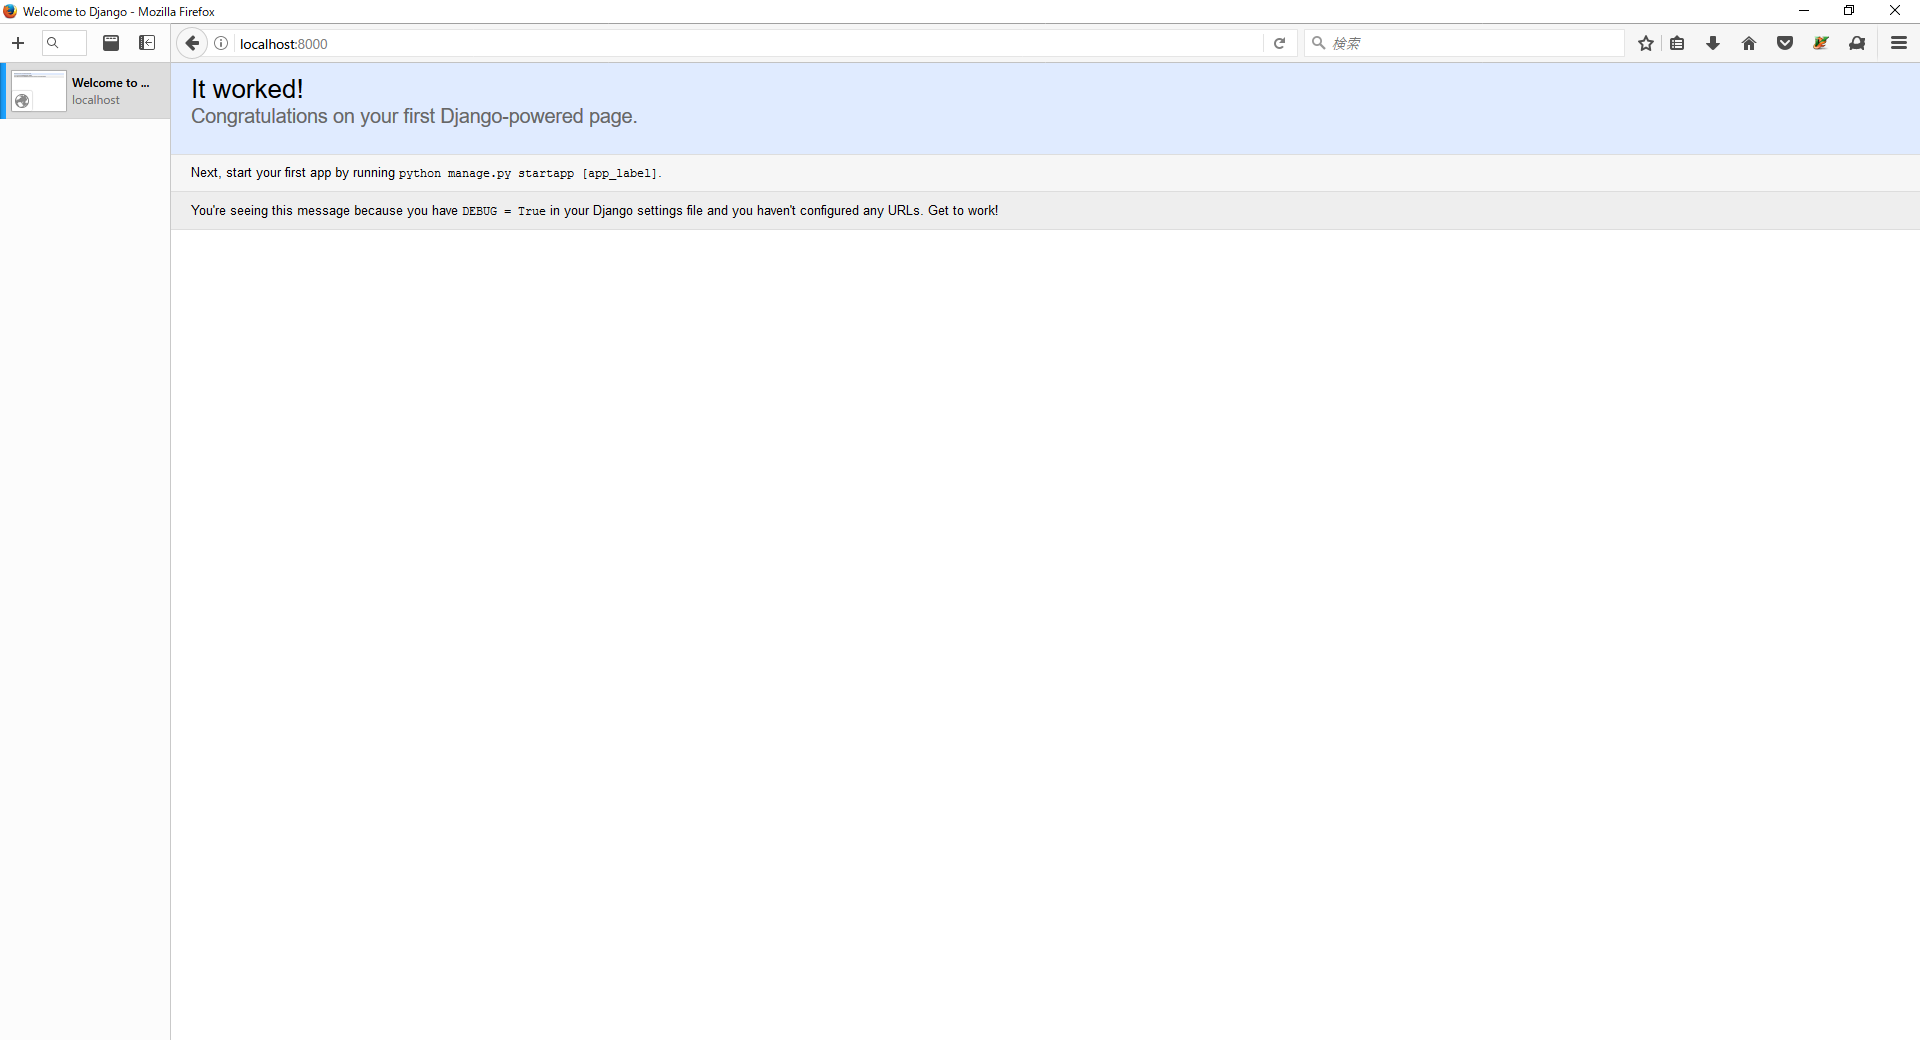 Welcome to Django - Mozilla Firefox
localhost:8000
検索
Welcome to ...
localhost
It worked!
Congratulations on your first Django-powered page.
Next, start your first app by running python manage.py startapp [app_label].
You're seeing this message because you have DEBUG = True in your Django settings file and you haven't configured any URLs. Get to work!